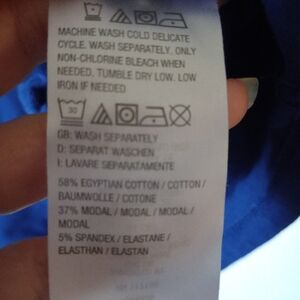 MACHINE WASH COLD DELICATE
CYCLE. WASH SEPARATELY. ONLY
NON-CHLORINE BLEACH WHEN
NEEDED. TUMBLE DRY LOW. LOW
IRON IF NEEDED
30
GB: WASH SEPARATELY
D: SEPARAT WASCHEN
I: LAVARE SEPARATAMENTE
58% EGYPTIAN COTTON / COTTON /
BAUMWOLLE / COTONE
37% MODAL / MODAL / MODAL /
MODAL
5% SPANDEX / ELASTANE /
ELASTHAN / ELASTAN